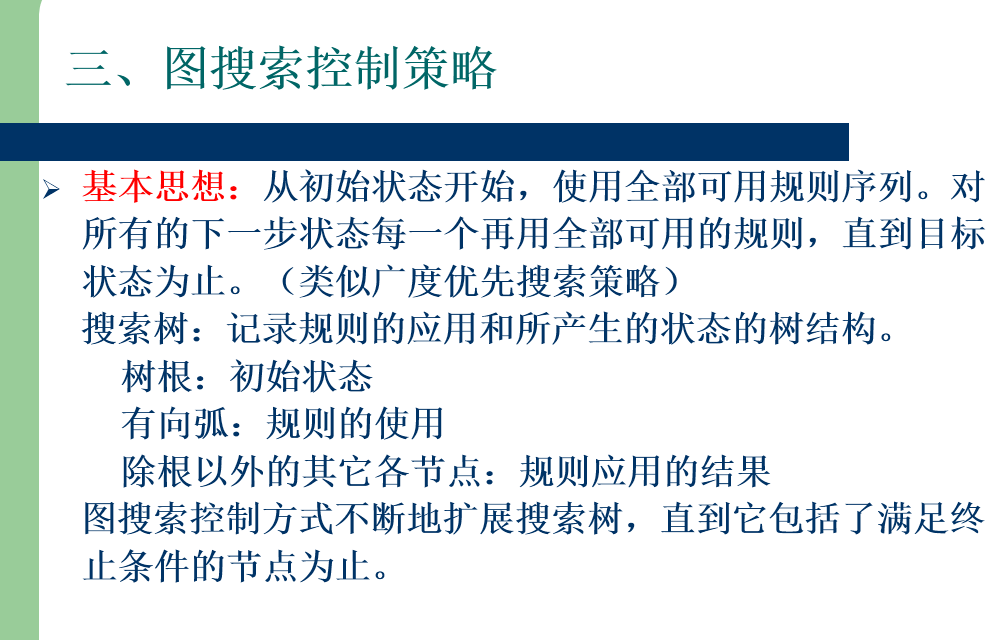 三、图搜索控制策略
基本思想：从初始状态开始，使用全部可用规则序列。对
所有的下一步状态每一个再用全部可用的规则，直到目标
状态为止。（类似广度优先搜索策略）
搜索树：记录规则的应用和所产生的状态的树结构。
树根：初始状态
有向弧：规则的使用
除根以外的其它各节点：规则应用的结果
图搜索控制方式不断地扩展搜索树，直到它包括了满足终
止条件的节点为止。